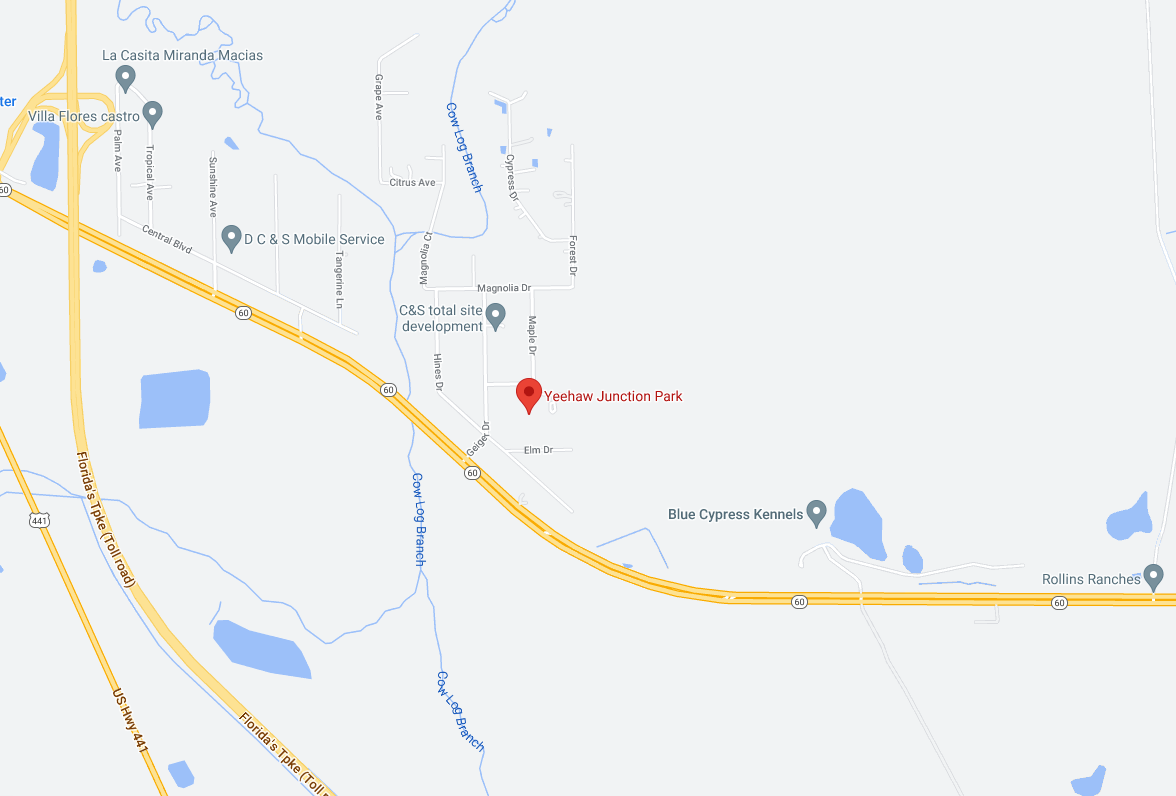 La Casita Miranda Macias
Grape Ave
ter
Villa Flores castro
Cow Log Branch
Palm Ave
Tropical Ave
Sunshine Ave
Cypress Dr
Citrus Ave
60
Central Blvd
D C & S Mobile Service
Magnolia Ct
Forest Dr
Tangerine Ln
Magnolia Dr
60
C&S total site
development
Maple Dr
Hines Dr
60
Yeehaw Junction Park
Geiger Dr
Elm Dr
60
Florida's Tpke (Toll road)
Cow Log Branch
441
Blue Cypress Kennels
Rollins Ranches
60
60
US Hwy 441
Cow Log Branch
Florida's Tpke (Toll r